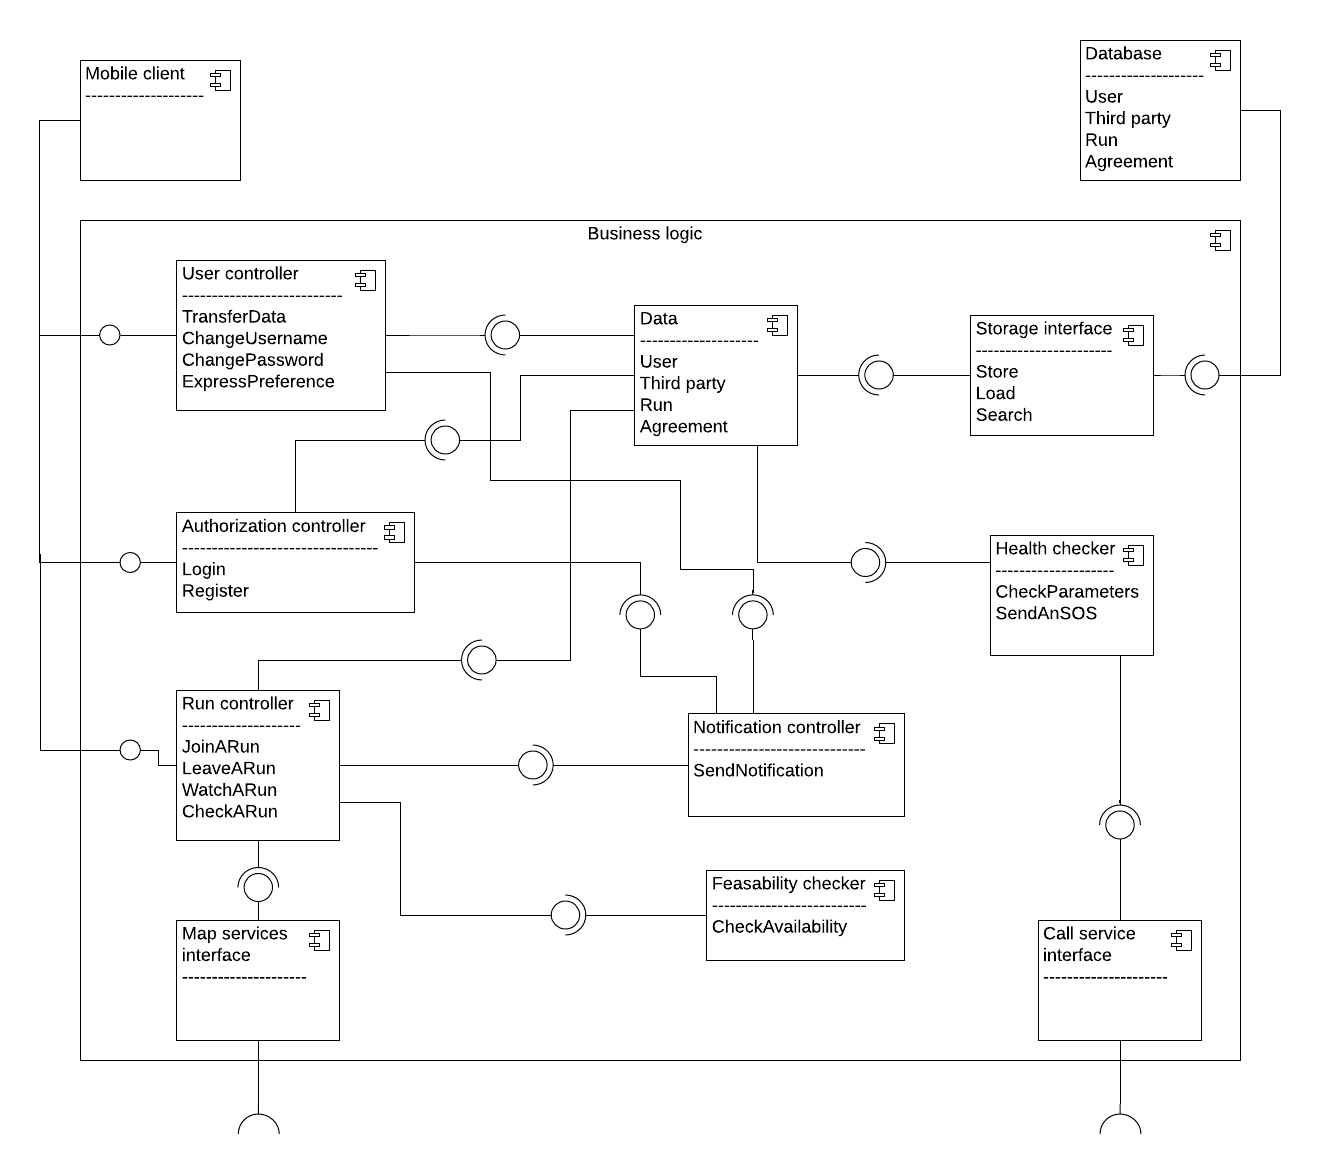 Mobile client
--------------------
Database
--------------------
User
Third party
Run
Agreement
Business logic
User controller
---------------------------
TransferData
ChangeUsername
ChangePassword
ExpressPreference
Data
--------------------
User
Third party
Run
Agreement
Storage interface
-----------------------
Store
Load
Search
Authorization controller
---------------------------------
Login
Register
Health checker
--------------------
CheckParameters
SendAnSOS
Run controller
--------------------
JoinARun
LeaveARun
WatchARun
CheckARun
Notification controller
-----------------------------
SendNotification
Feasability checker
--------------------------
CheckAvailability
Map services
interface
---------------------
Call service
interface
---------------------